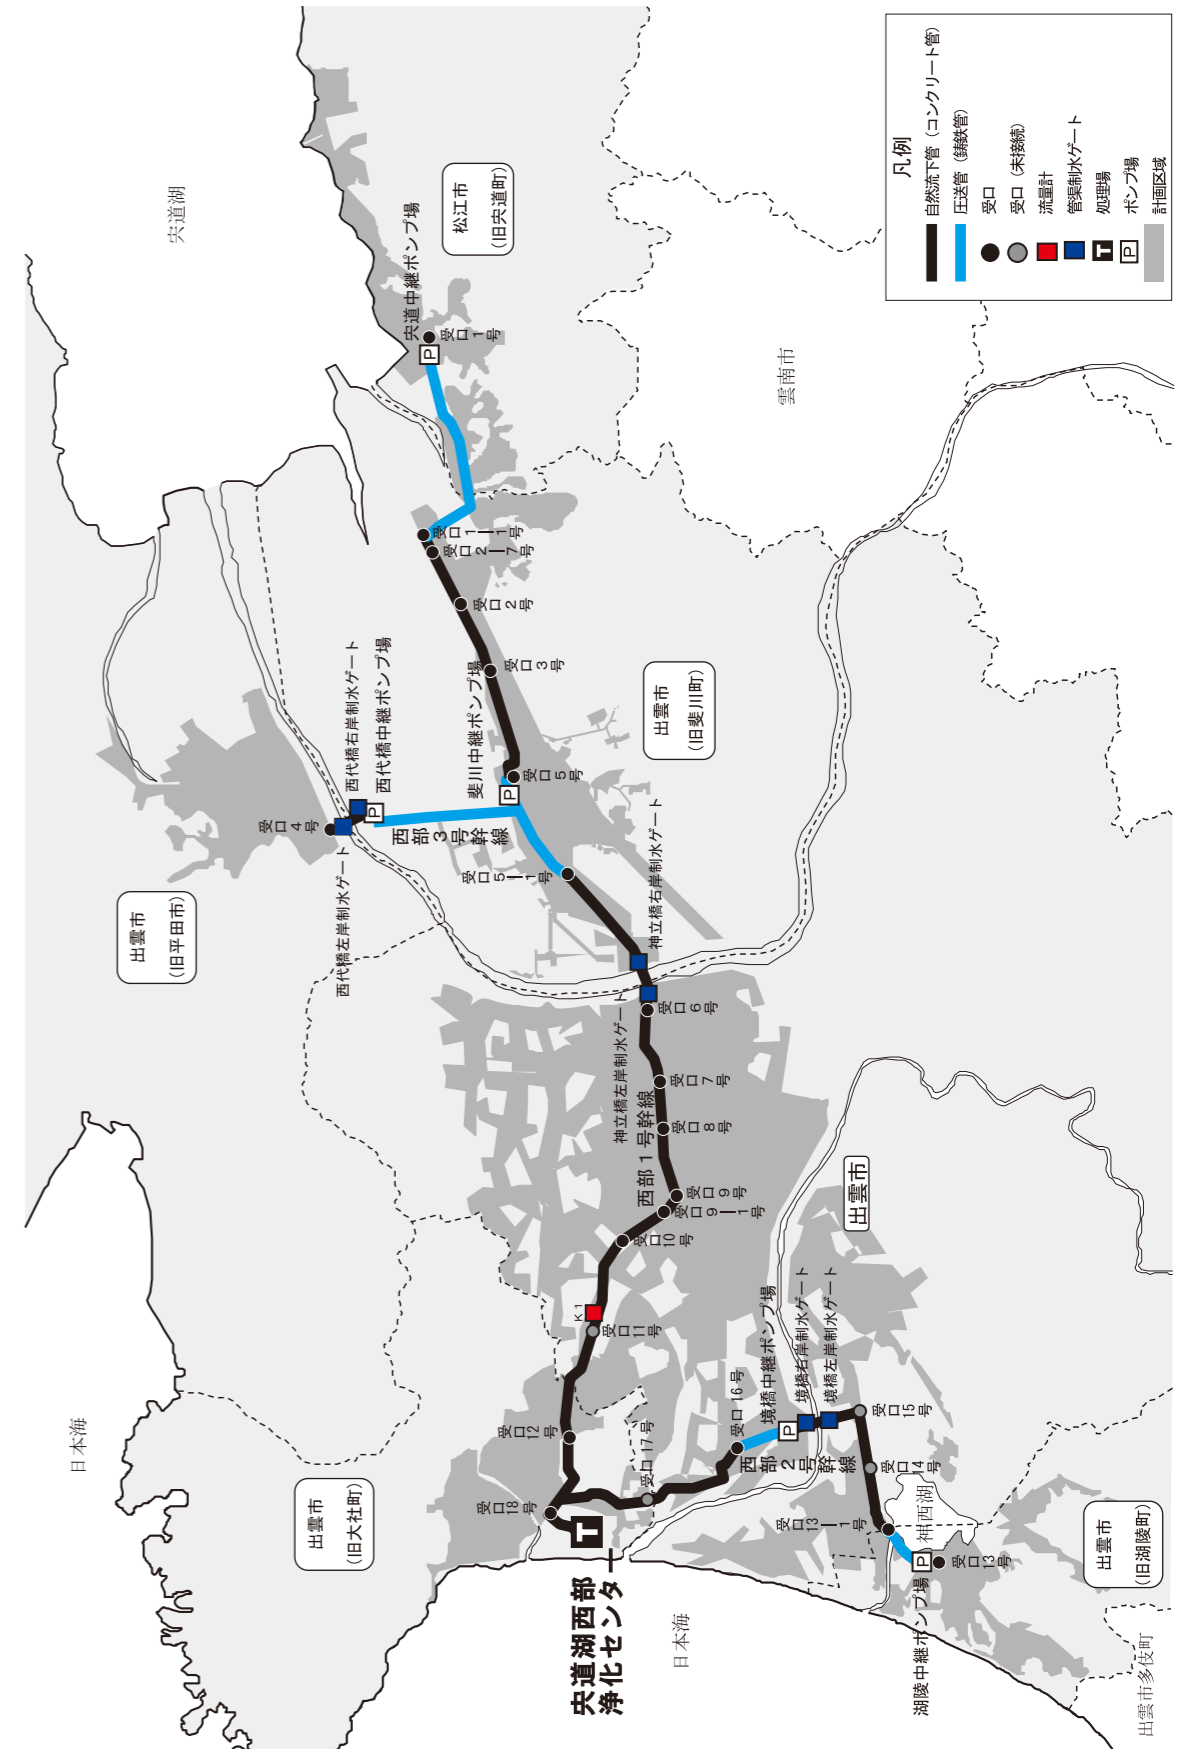 凡例
自然流下管（コンクリート管）
圧送管（鋳鉄管）
受口
受口（未接続）
流量計
管渠制水ゲート
T 処理場
P ポンプ場
計画区域
宍道湖
松江市
（旧宍道町）
宍道中継ポンプ場
P
受口1号
雲南市
受口1―1号
受口2―7号
受口2号
受口3号
斐川中継ポンプ場
P
受口5号
出雲市
（旧斐川町）
西代橋右岸制水ゲート
西代橋中継ポンプ場
P
受口4号
西代橋左岸制水ゲート
西部3号幹線
受口5―1号
出雲市
（旧平田市）
神立橋右岸制水ゲート
神立橋左岸制水ゲート
受口6号
受口7号
西部1号幹線
受口8号
受口9号
受口9―1号
受口10号
出雲市
K1
受口11号
受口12号
受口18号
T
宍道湖西部
浄化センター
受口17号
受口16号
西部2号幹線
境橋中継ポンプ場
P
境橋右岸制水ゲート
境橋左岸制水ゲート
受口15号
受口14号
受口13―1号
神西湖
P
受口13号
湖陵中継ポンプ場
出雲市
（旧湖陵町）
出雲市
（旧大社町）
日本海
日本海
出雲市多伎町